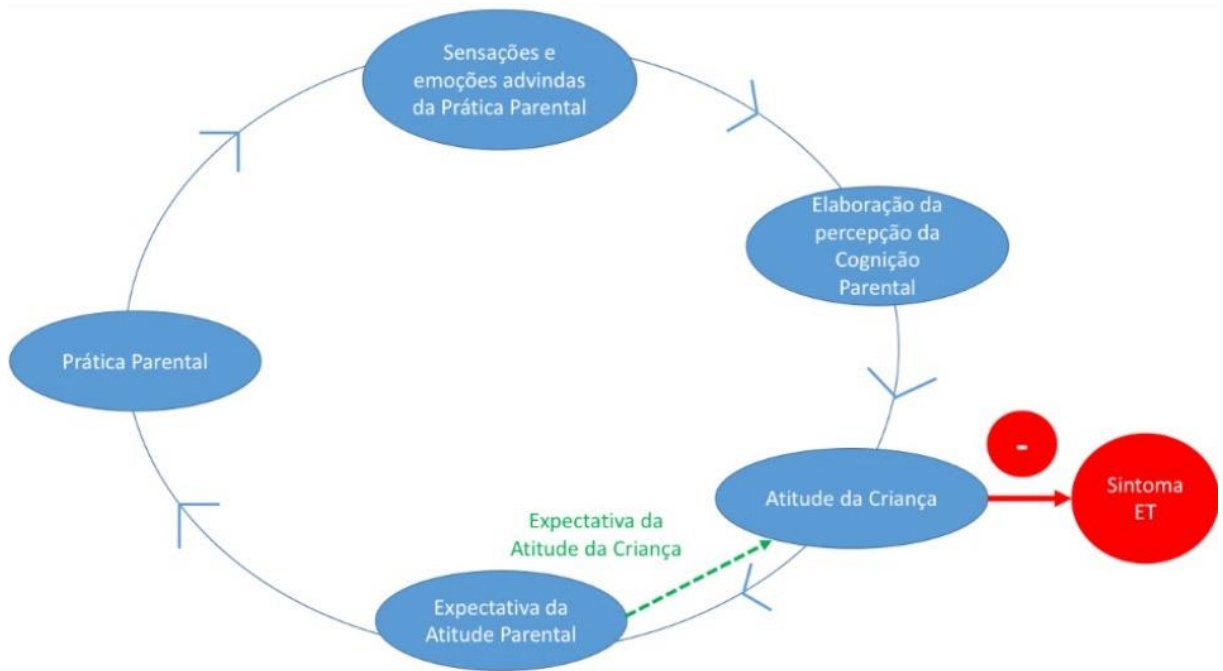 Sensações e
emoções advindas
da Prática Parental
Elaboração da
percepção da
Cognição
Parental
Prática Parental
-
Atitude da Criança
Sintoma
ET
Expectativa da
Atitude da Criança
Expectativa da
Atitude Parental